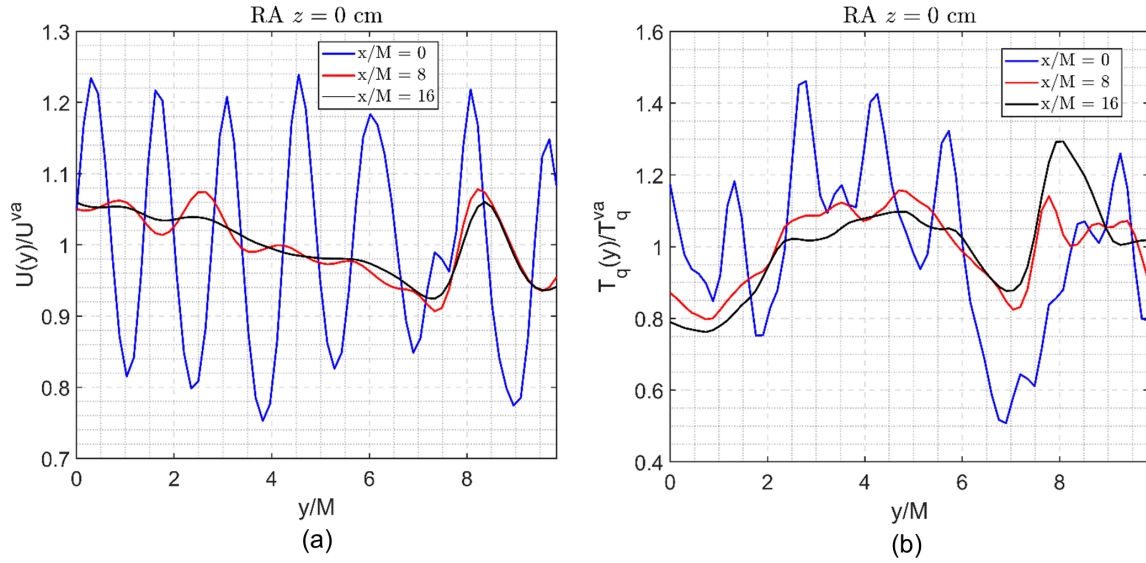 RA z = 0 cm
1.3
1.2
1.1
1
0.9
0.8
0.7
U(y)/U^va
x/M = 0
x/M = 8
x/M = 16
0 2 4 6 8
y/M
(a)
RA z = 0 cm
1.6
1.4
1.2
1
0.8
0.6
0.4
T_q(y)/T_q^va
x/M = 0
x/M = 8
x/M = 16
0 2 4 6 8
y/M
(b)